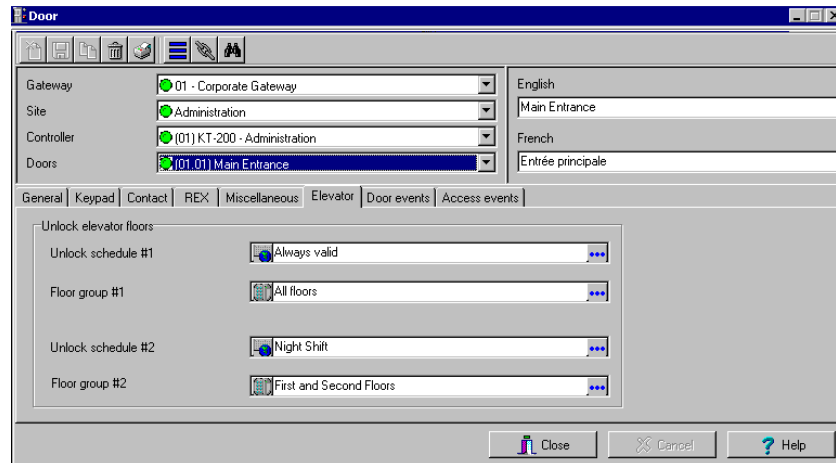 Door
Gateway
01 - Corporate Gateway
English
Site
Administration
Main Entrance
Controller
(01) KT-200 - Administration
French
Doors
(01.01) Main Entrance
Entrée principale
General Keypad Contact REX Miscellaneous Elevator Door events Access events
Unlock elevator floors
Unlock schedule #1
Always valid
Floor group #1
All floors
Unlock schedule #2
Night Shift
Floor group #2
First and Second Floors
Close
Cancel
? Help